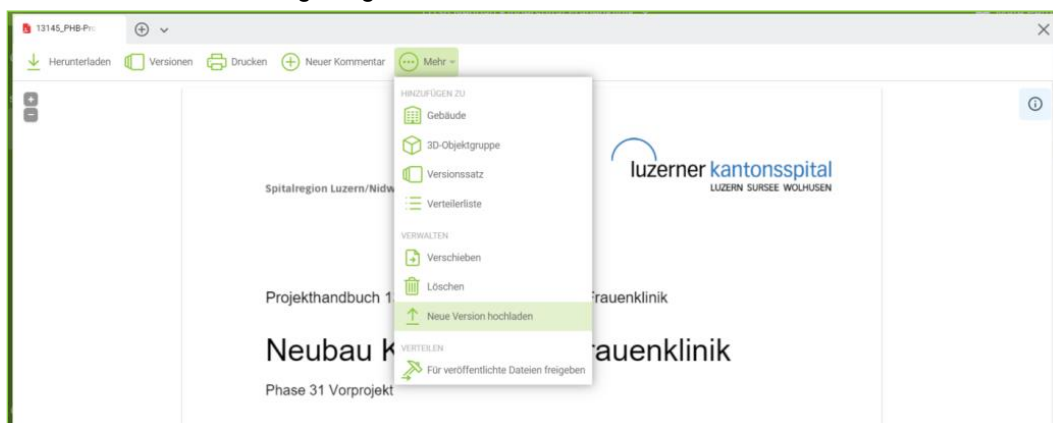 13145_PHB-Pro
Herunterladen Versionen Drucken Neuer Kommentar Mehr
HINZUFÜGEN ZU
Gebäude
3D-Objektgruppe
Versionssatz
Verteilerliste
VERWALTEN
Verschieben
Löschen
Neue Version hochladen
VERTEILEN
Für veröffentlichte Dateien freigeben
luzerner kantonsspital
LUZERN SURSEE WOLHUSEN
Spitalregion Luzern/Nidw
Projekthandbuch 1 rauenklinik
Neubau K rauenklinik
Phase 31 Vorprojekt